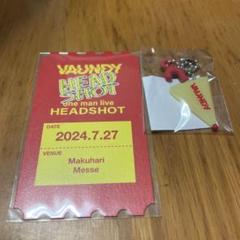 VAUNDY
HEAD
SHOT
one man live
HEADSHOT
DATE
2024.7.27
VENUE
Makuhari
Messe
VAUNDY